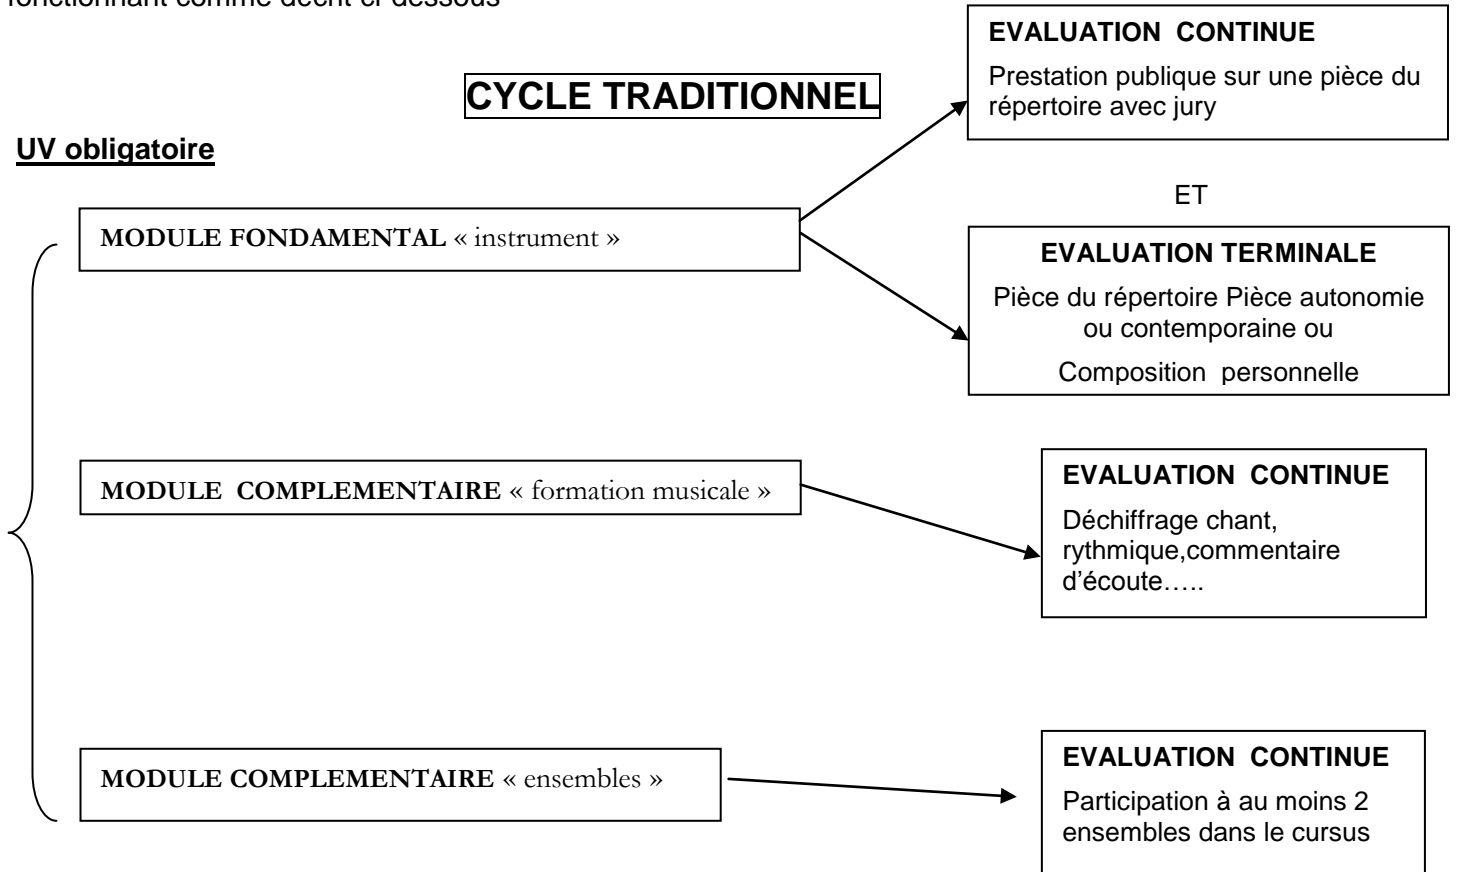 fonctionnant comme décrit ci-dessous
CYCLE TRADITIONNEL
UV obligatoire
EVALUATION CONTINUE
Prestation publique sur une pièce du
répertoire avec jury
ET
MODULE FONDAMENTAL « instrument »
EVALUATION TERMINALE
Pièce du répertoire Pièce autonomie
ou contemporaine ou
Composition personnelle
MODULE COMPLEMENTAIRE « formation musicale »
EVALUATION CONTINUE
Déchiffrage chant,
rythmique,commentaire
d’écoute…..
MODULE COMPLEMENTAIRE « ensembles »
EVALUATION CONTINUE
Participation à au moins 2
ensembles dans le cursus